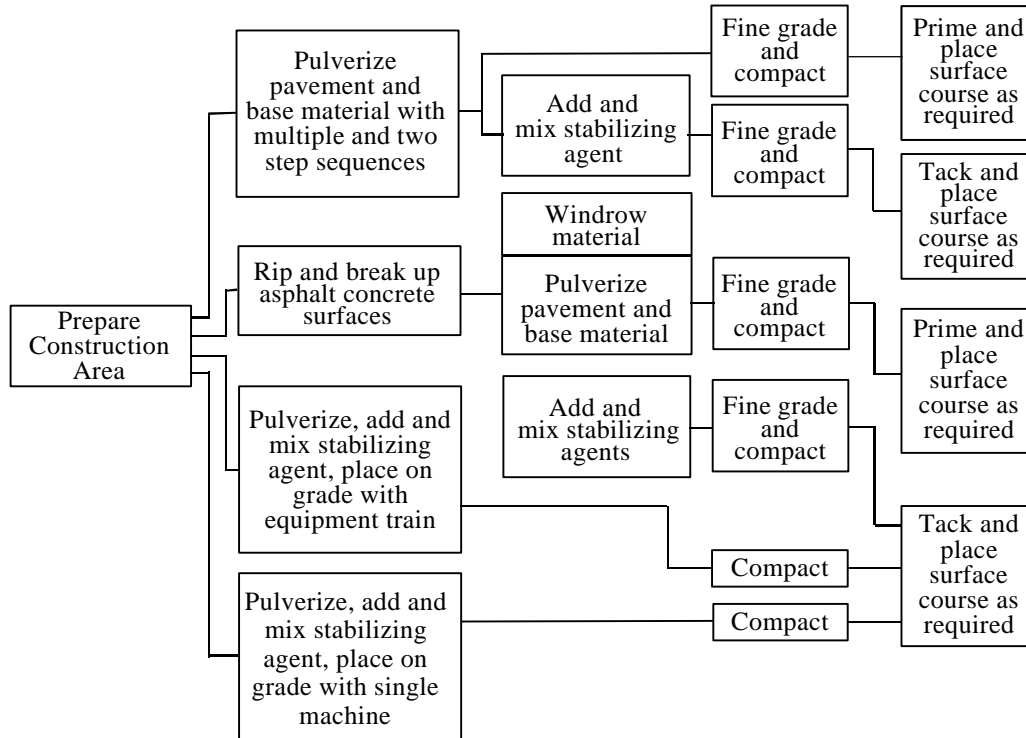 Prepare
Construction
Area
Pulverize
pavement and
base material with
multiple and two
step sequences
Rip and break up
asphalt concrete
surfaces
Pulverize, add and
mix stabilizing
agent, place on
grade with
equipment train
Pulverize, add and
mix stabilizing
agent, place on
grade with single
machine
Add and
mix stabilizing
agent
Windrow
material
Pulverize
pavement and
base material
Add and
mix stabilizing
agents
Fine grade
and
compact
Fine grade
and
compact
Fine grade
and
compact
Fine grade
and
compact
Compact
Compact
Prime and
place
surface
course as
required
Tack and
place
surface
course as
required
Prime and
place
surface
course as
required
Tack and
place
surface
course as
required